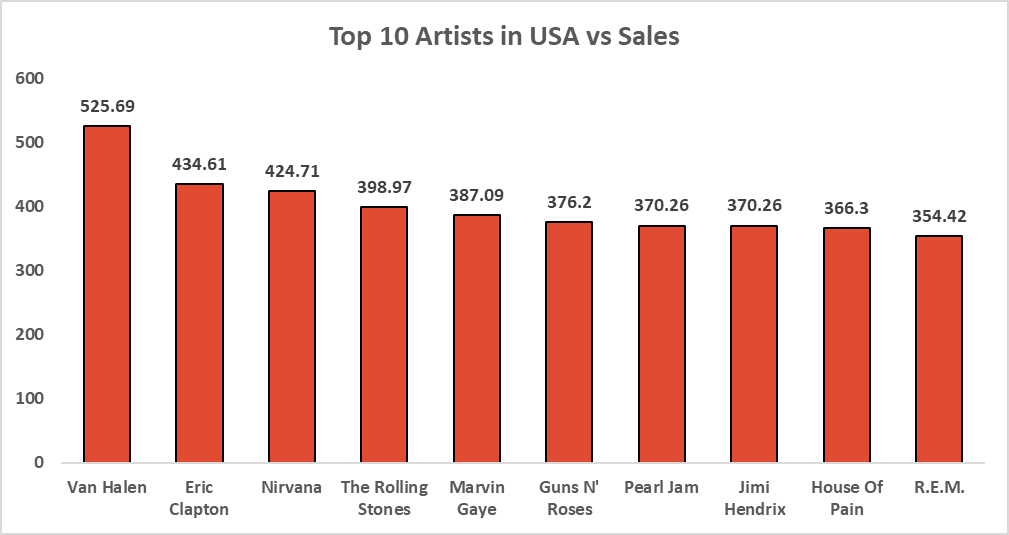 Top 10 Artists in USA vs Sales
600
500
400
300
200
100
0
525.69
434.61
424.71
398.97
387.09
376.2
370.26
370.26
366.3
354.42
Van Halen
Eric
Clapton
Nirvana
The Rolling
Stones
Marvin
Gaye
Guns N'
Roses
Pearl Jam
Jimi
Hendrix
House Of
Pain
R.E.M.